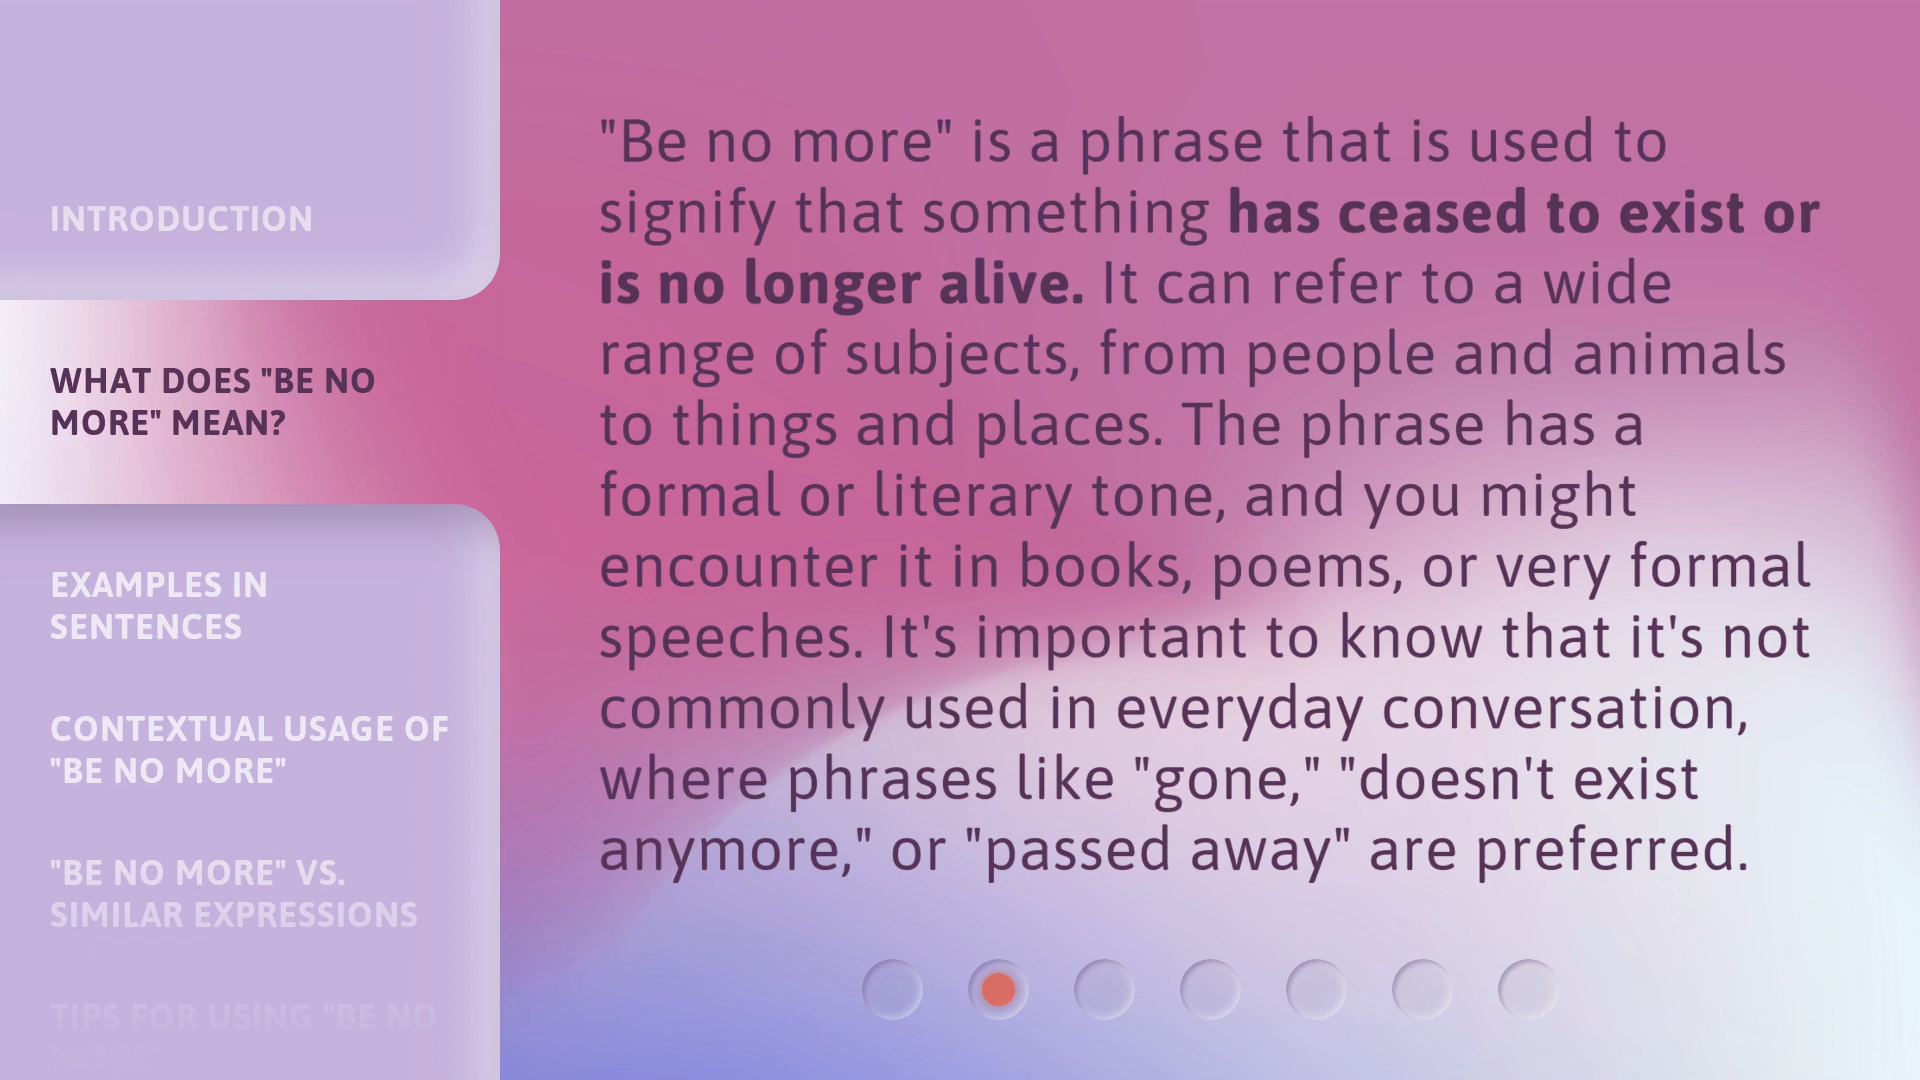 INTRODUCTION
WHAT DOES "BE NO
MORE" MEAN?
EXAMPLES IN
SENTENCES
CONTEXTUAL USAGE OF
"BE NO MORE"
"BE NO MORE" VS.
SIMILAR EXPRESSIONS
TIPS FOR USING "BE NO
MORE"
"Be no more" is a phrase that is used to
signify that something has ceased to exist or
is no longer alive. It can refer to a wide
range of subjects, from people and animals
to things and places. The phrase has a
formal or literary tone, and you might
encounter it in books, poems, or very formal
speeches. It's important to know that it's not
commonly used in everyday conversation,
where phrases like "gone," "doesn't exist
anymore," or "passed away" are preferred.